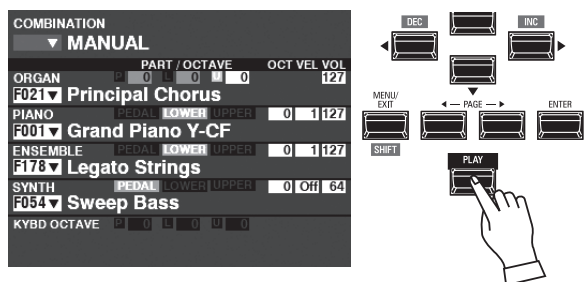 COMBINATION
▼ MANUAL
PART / OCTAVE OCT VEL VOL
ORGAN P 0 L 0 U 0 127
F021▼ Principal Chorus
PIANO PEDAL LOWER UPPER 0 1 127
F001▼ Grand Piano Y-CF
ENSEMBLE PEDAL LOWER UPPER 0 1 127
F178▼ Legato Strings
SYNTH PEDAL LOWER UPPER 0 Off 64
F054▼ Sweep Bass
KYBD OCTAVE P 0 L 0 U 0
DEC INC
MENU/
EXIT
PAGE
ENTER
SHIFT
PLAY